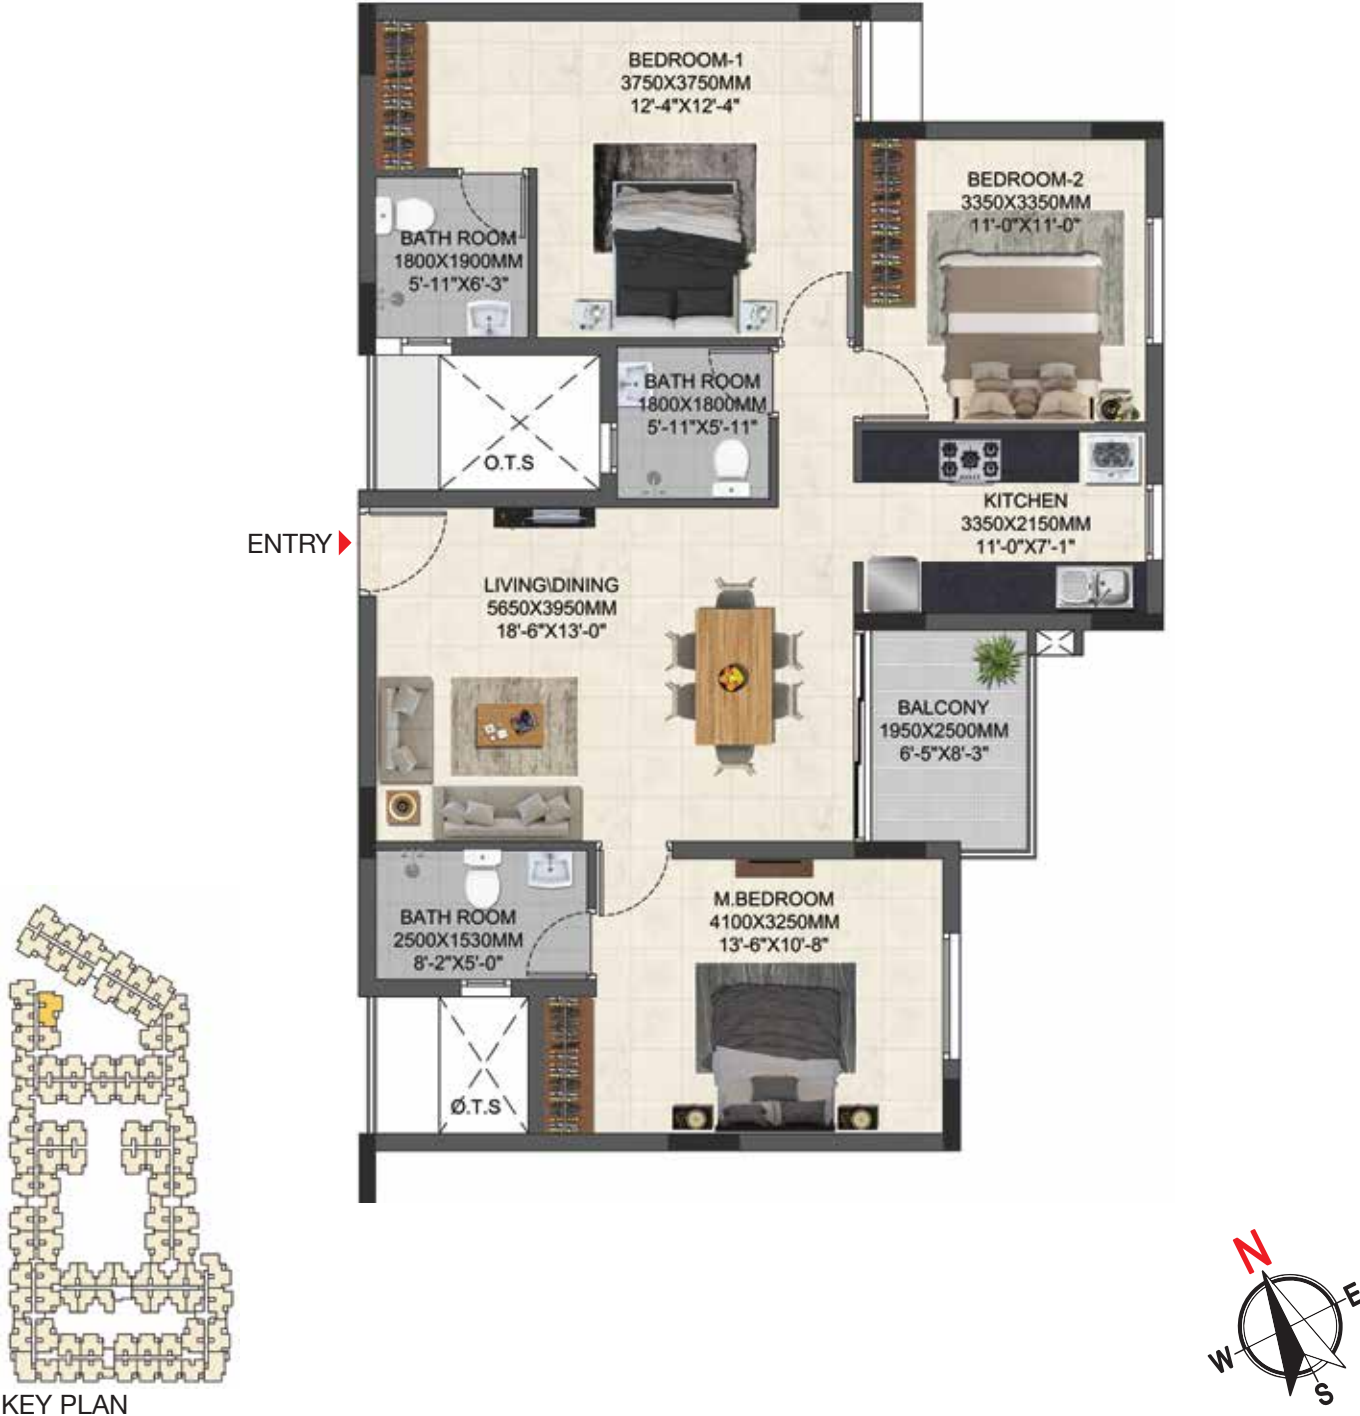 BEDROOM-1
3750X3750MM
12'-4"X12'-4"
BEDROOM-2
3350X3350MM
11'-0"X11'-0"
BATH ROOM
1800X1900MM
5'-11"X6'-3"
BATH ROOM
1800X1800MM
5'-11"X5'-11"
O.T.S
KITCHEN
3350X2150MM
11'-0"X7'-1"
ENTRY
LIVING\DINING
5650X3950MM
18'-6"X13'-0"
BALCONY
1950X2500MM
6'-5"X8'-3"
M.BEDROOM
4100X3250MM
13'-6"X10'-8"
BATH ROOM
2500X1530MM
8'-2"X5'-0"
O.T.S
N
E
W
S
KEY PLAN